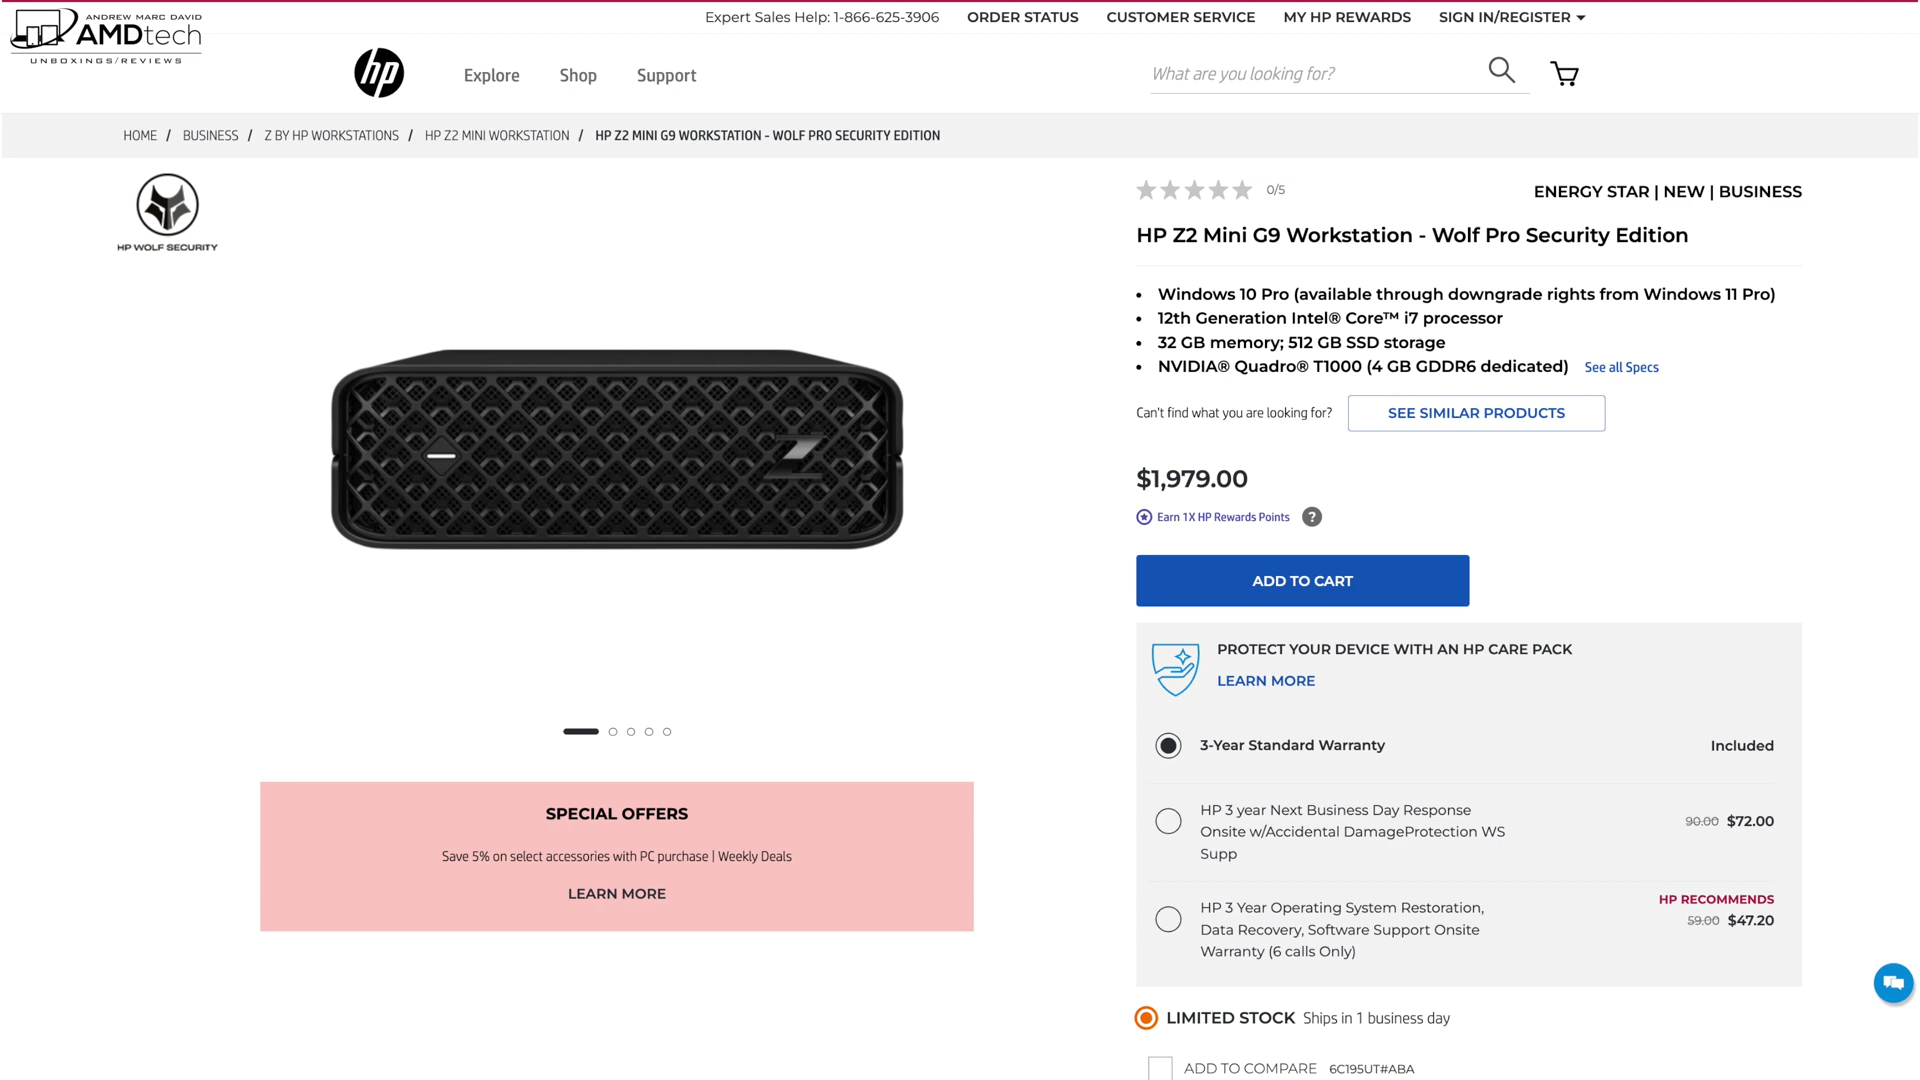 ANDREW MARC DAVID
AMDtech
UNBOXINGS/REVIEWS
Expert Sales Help: 1-866-625-3906 ORDER STATUS CUSTOMER SERVICE MY HP REWARDS SIGN IN/REGISTER
hp Explore Shop Support What are you looking for?
HOME / BUSINESS / Z BY HP WORKSTATIONS / HP Z2 MINI WORKSTATION / HP Z2 MINI G9 WORKSTATION - WOLF PRO SECURITY EDITION
HP WOLF SECURITY
Z
SPECIAL OFFERS
Save 5% on select accessories with PC purchase | Weekly Deals
LEARN MORE
0/5 ENERGY STAR | NEW | BUSINESS
HP Z2 Mini G9 Workstation - Wolf Pro Security Edition
• Windows 10 Pro (available through downgrade rights from Windows 11 Pro)
• 12th Generation Intel® Core™ i7 processor
• 32 GB memory; 512 GB SSD storage
• NVIDIA® Quadro® T1000 (4 GB GDDR6 dedicated) See all Specs
Can't find what you are looking for? SEE SIMILAR PRODUCTS
$1,979.00
Earn 1X HP Rewards Points ?
ADD TO CART
PROTECT YOUR DEVICE WITH AN HP CARE PACK
LEARN MORE
3-Year Standard Warranty Included
HP 3 year Next Business Day Response
Onsite w/Accidental DamageProtection WS
Supp
90.00 $72.00
HP 3 Year Operating System Restoration,
Data Recovery, Software Support Onsite
Warranty (6 calls Only)
HP RECOMMENDS
59.00 $47.20
LIMITED STOCK Ships in 1 business day
ADD TO COMPARE 6C195UT#ABA